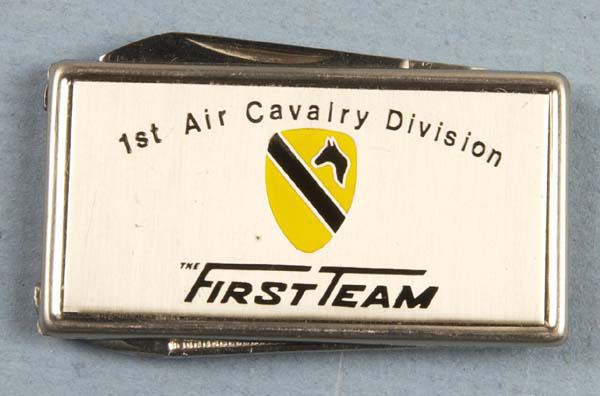 1st Air Cavalry Division
THE FIRST TEAM